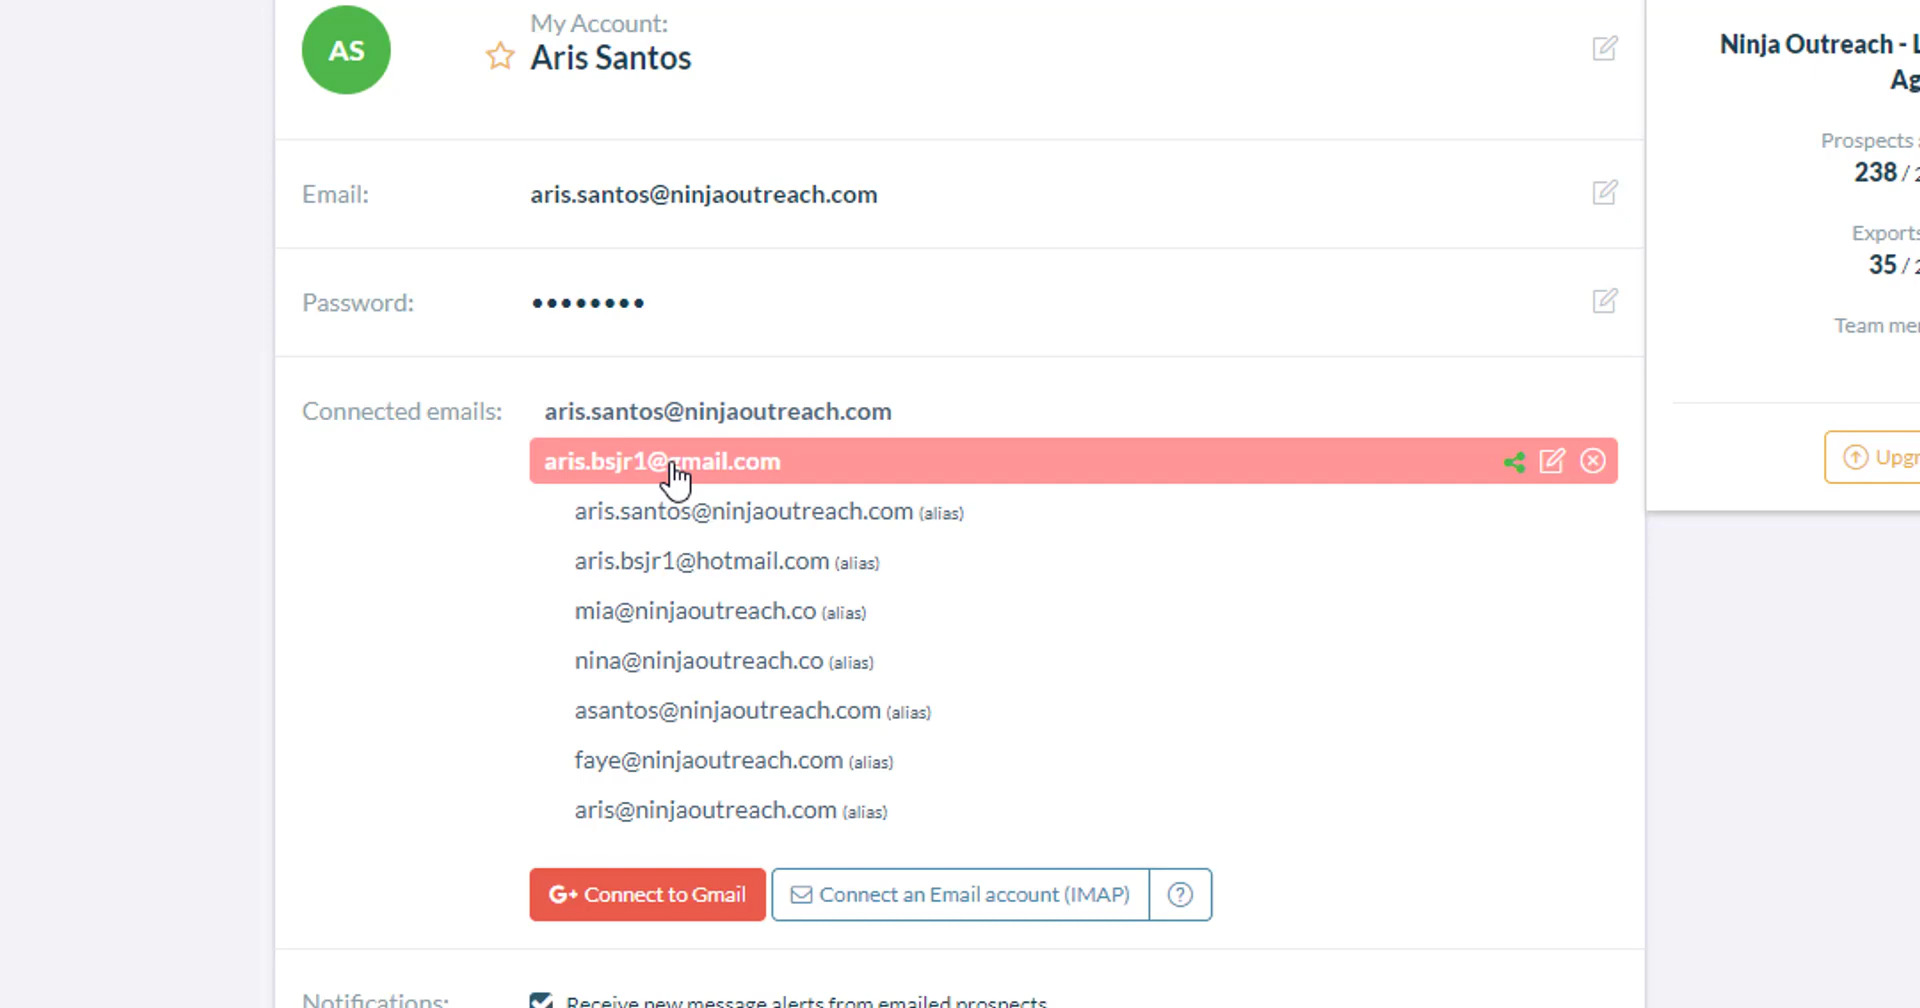 AS
My Account:
Aris Santos
Email:
aris.santos@ninjaoutreach.com
Password:
Connected emails:
aris.santos@ninjaoutreach.com
aris.bsjr1@gmail.com
aris.santos@ninjaoutreach.com (alias)
aris.bsjr1@hotmail.com (alias)
mia@ninjaoutreach.co (alias)
nina@ninjaoutreach.co (alias)
asantos@ninjaoutreach.com (alias)
faye@ninjaoutreach.com (alias)
aris@ninjaoutreach.com (alias)
G+ Connect to Gmail
Connect an Email account (IMAP)
?
Notifications:
Receive new message alerts from emailed prospects
Ninja Outreach -
Prospects
238 /
Exports
35 /
Team